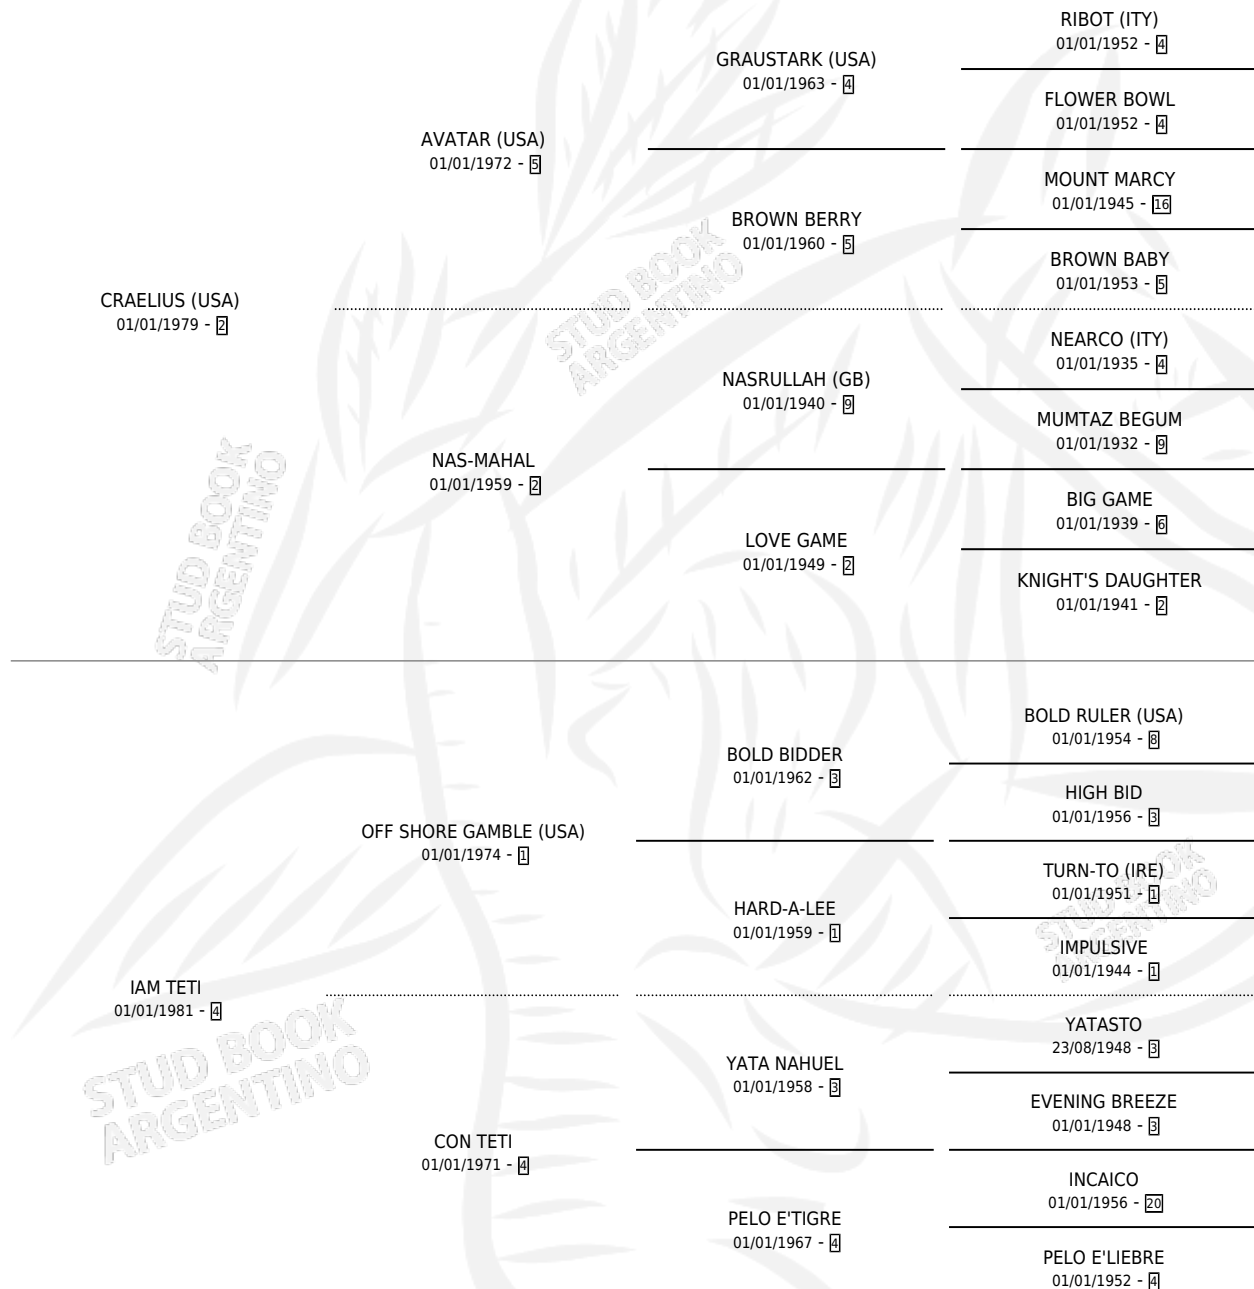 RIBOT (ITY)
01/01/1952 - 4
GRAUSTARK (USA)
01/01/1963 - 4
FLOWER BOWL
01/01/1952 - 4
AVATAR (USA)
01/01/1972 - 5
MOUNT MARCY
01/01/1945 - 16
BROWN BERRY
01/01/1960 - 5
BROWN BABY
01/01/1953 - 5
CRAELIUS (USA)
01/01/1979 - 2
NEARCO (ITY)
01/01/1935 - 4
NASRULLAH (GB)
01/01/1940 - 9
MUMTAZ BEGUM
01/01/1932 - 9
NAS-MAHAL
01/01/1959 - 2
BIG GAME
01/01/1939 - 6
LOVE GAME
01/01/1949 - 2
KNIGHT'S DAUGHTER
01/01/1941 - 2
BOLD RULER (USA)
01/01/1954 - 8
BOLD BIDDER
01/01/1962 - 3
HIGH BID
01/01/1956 - 3
OFF SHORE GAMBLE (USA)
01/01/1974 - 1
TURN-TO (IRE)
01/01/1951 - 1
HARD-A-LEE
01/01/1959 - 1
IMPULSIVE
01/01/1944 - 1
IAM TETI
01/01/1981 - 4
YATASTO
23/08/1948 - 3
YATA NAHUEL
01/01/1958 - 3
EVENING BREEZE
01/01/1948 - 3
CON TETI
01/01/1971 - 4
INCAICO
01/01/1956 - 20
PELO E'TIGRE
01/01/1967 - 4
PELO E'LIEBRE
01/01/1952 - 4
STUD BOOK
ARGENTINO
STUD BOOK
ARGENTINO
STUD BOOK
ARGENTINO
STUD BOOK
ARGENTINO